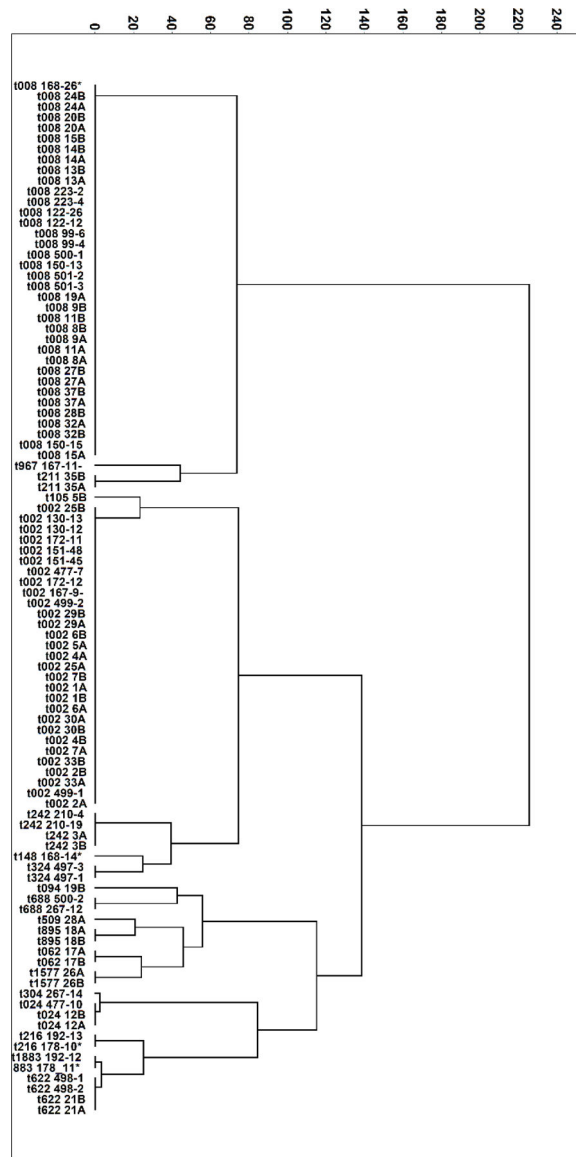 0 20 40 60 80 100 120 140 160 180 200 220 240
t008 168-26*
t008 24B
t008 24A
t008 20B
t008 20A
t008 15B
t008 14B
t008 14A
t008 13B
t008 13A
t008 223-2
t008 223-4
t008 122-26
t008 122-12
t008 99-6
t008 99-4
t008 500-1
t008 150-13
t008 501-2
t008 501-3
t008 19A
t008 9B
t008 11B
t008 8B
t008 9A
t008 11A
t008 8A
t008 27B
t008 27A
t008 37B
t008 37A
t008 28B
t008 32A
t008 32B
t008 150-15
t008 15A
t967 167-11-
t211 35B
t211 35A
t105 5B
t002 25B
t002 130-13
t002 130-12
t002 172-11
t002 151-48
t002 151-45
t002 477-7
t002 172-12
t002 167-9-
t002 499-2
t002 29B
t002 29A
t002 6B
t002 5A
t002 4A
t002 25A
t002 7B
t002 1A
t002 1B
t002 6A
t002 30A
t002 30B
t002 4B
t002 7A
t002 33B
t002 2B
t002 33A
t002 499-1
t002 2A
t242 210-4
t242 210-19
t242 3A
t242 3B
t148 168-14*
t324 497-3
t324 497-1
t094 19B
t688 500-2
t688 267-12
t509 28A
t895 18A
t895 18B
t062 17A
t062 17B
t1577 26A
t1577 26B
t304 267-14
t024 477-10
t024 12B
t024 12A
t216 192-13
t216 178-10*
t1883 192-12
883 178_11*
t622 498-1
t622 498-2
t622 21B
t622 21A